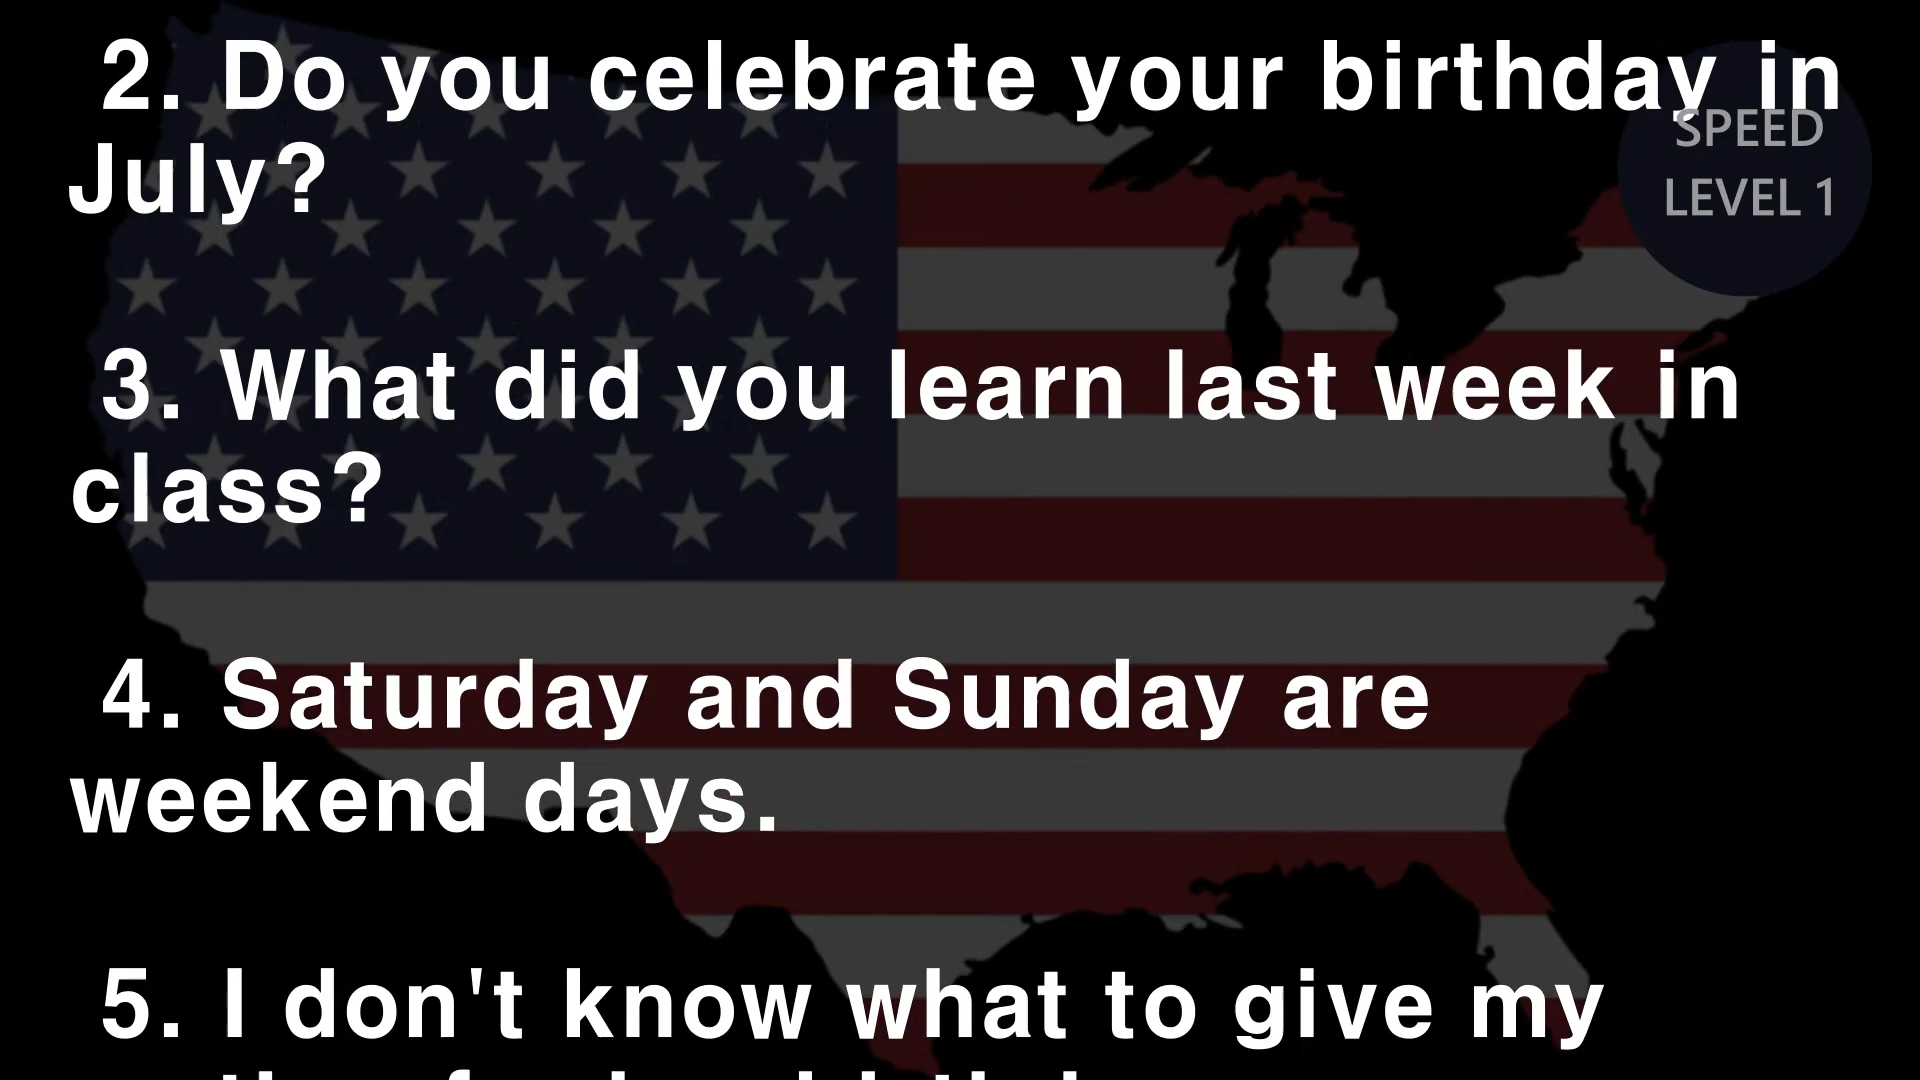 2. Do you celebrate your birthday in
July?
SPEED
LEVEL 1
3. What did you learn last week in
class?
4. Saturday and Sunday are
weekend days.
5. I don't know what to give my